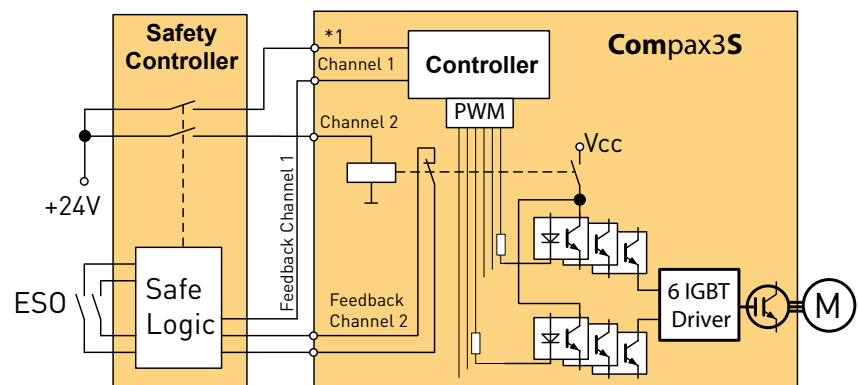 Safety
Controller
*1
Channel 1
Controller
Compax3S
PWM
Channel 2
Vcc
+24V
Feedback Channel 1
ESO
Safe
Logic
Feedback
Channel 2
6 IGBT
Driver
M